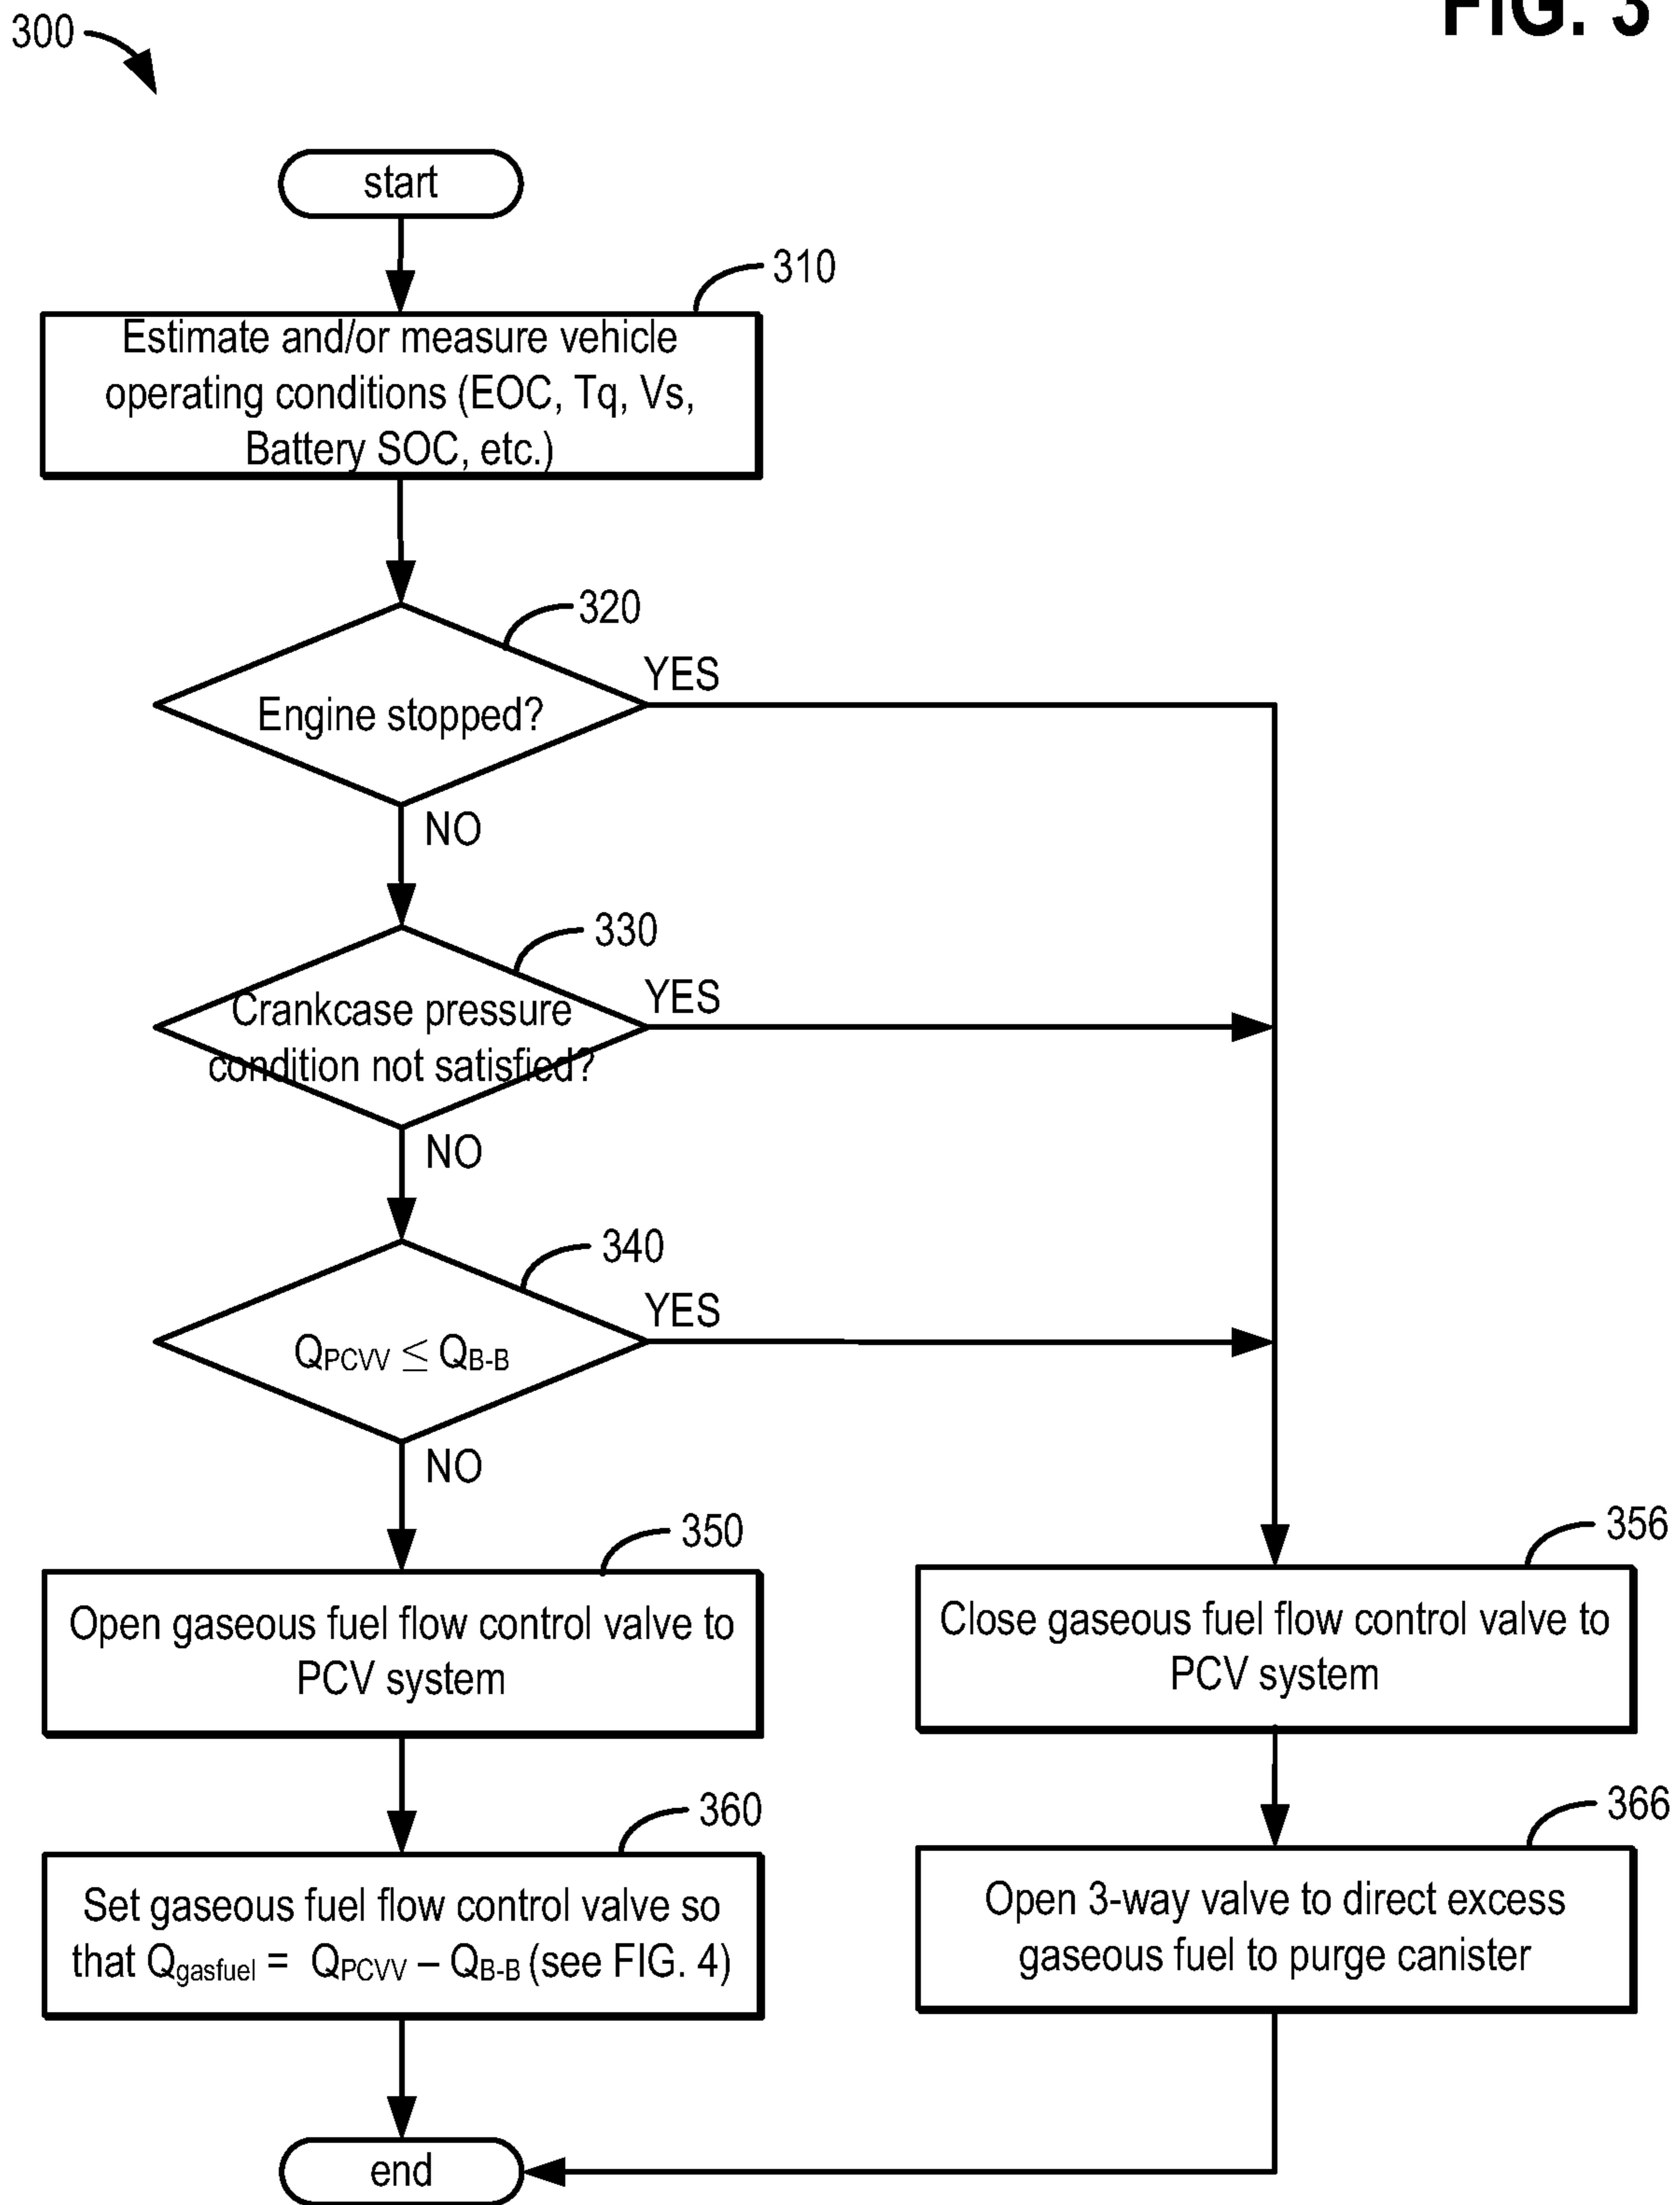 FIG. 3
300
start
310
Estimate and/or measure vehicle
operating conditions (EOC, Tq, Vs,
Battery SOC, etc.)
320
YES
Engine stopped?
NO
330
YES
Crankcase pressure
condition not satisfied?
NO
340
YES
QPCVV ≤ QB-B
NO
350
Open gaseous fuel flow control valve to
PCV system
356
Close gaseous fuel flow control valve to
PCV system
360
Set gaseous fuel flow control valve so
that Qgasfuel = QPCVV – QB-B (see FIG. 4)
366
Open 3-way valve to direct excess
gaseous fuel to purge canister
end